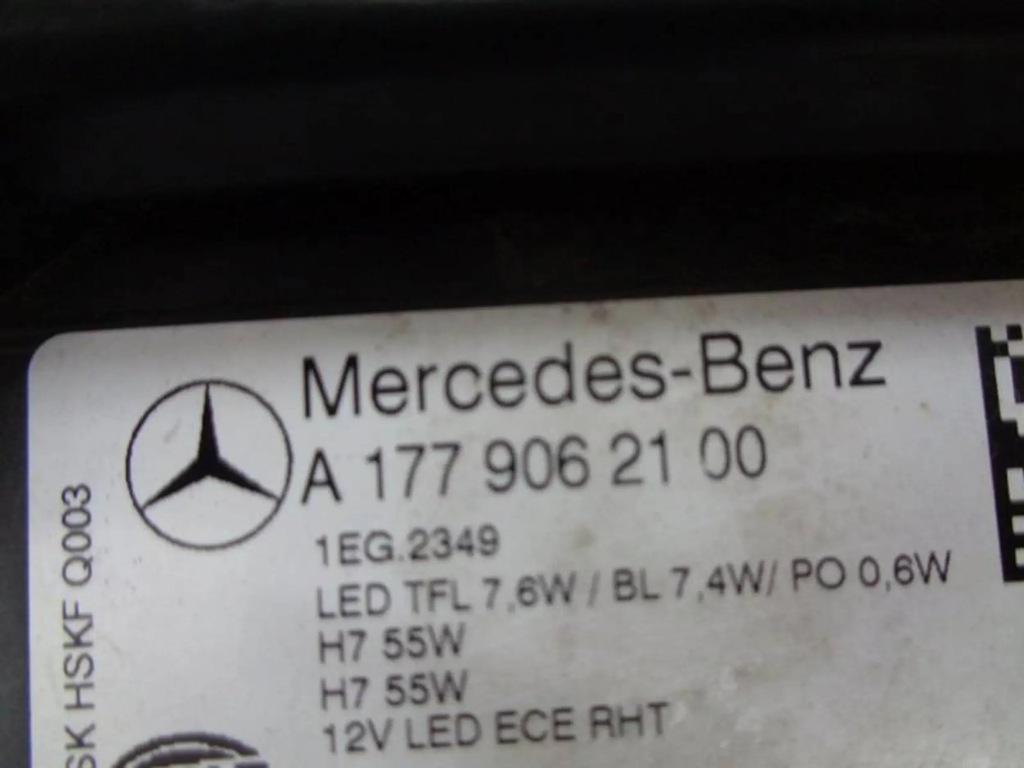 Mercedes-Benz
A 177 906 21 00
1EG.2349
LED TFL 7,6W / BL 7,4W/ PO 0,6W
H7 55W
H7 55W
12V LED ECE RHT
HSKF Q003